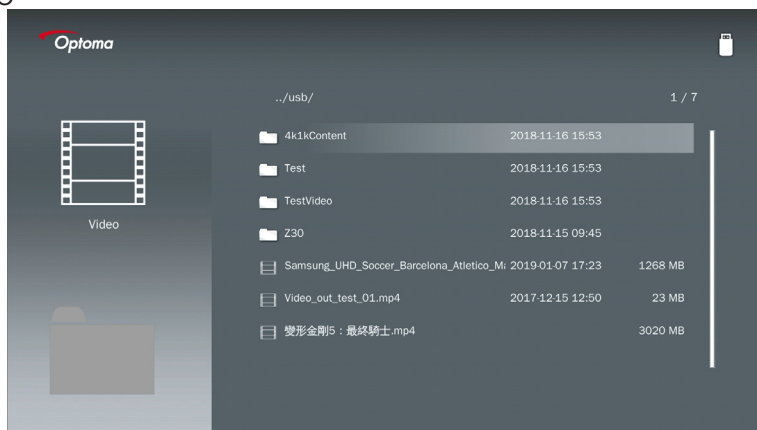 Optoma
../usb/ 1 / 7
4k1kContent 2018-11-16 15:53
Test 2018-11-16 15:53
TestVideo 2018-11-16 15:53
Video
Z30 2018-11-15 09:45
Samsung_UHD_Soccer_Barcelona_Atletico_Ma 2019-01-07 17:23 1268 MB
Video_out_test_01.mp4 2017-12-15 12:50 23 MB
變形金剛5：最終騎士.mp4 3020 MB